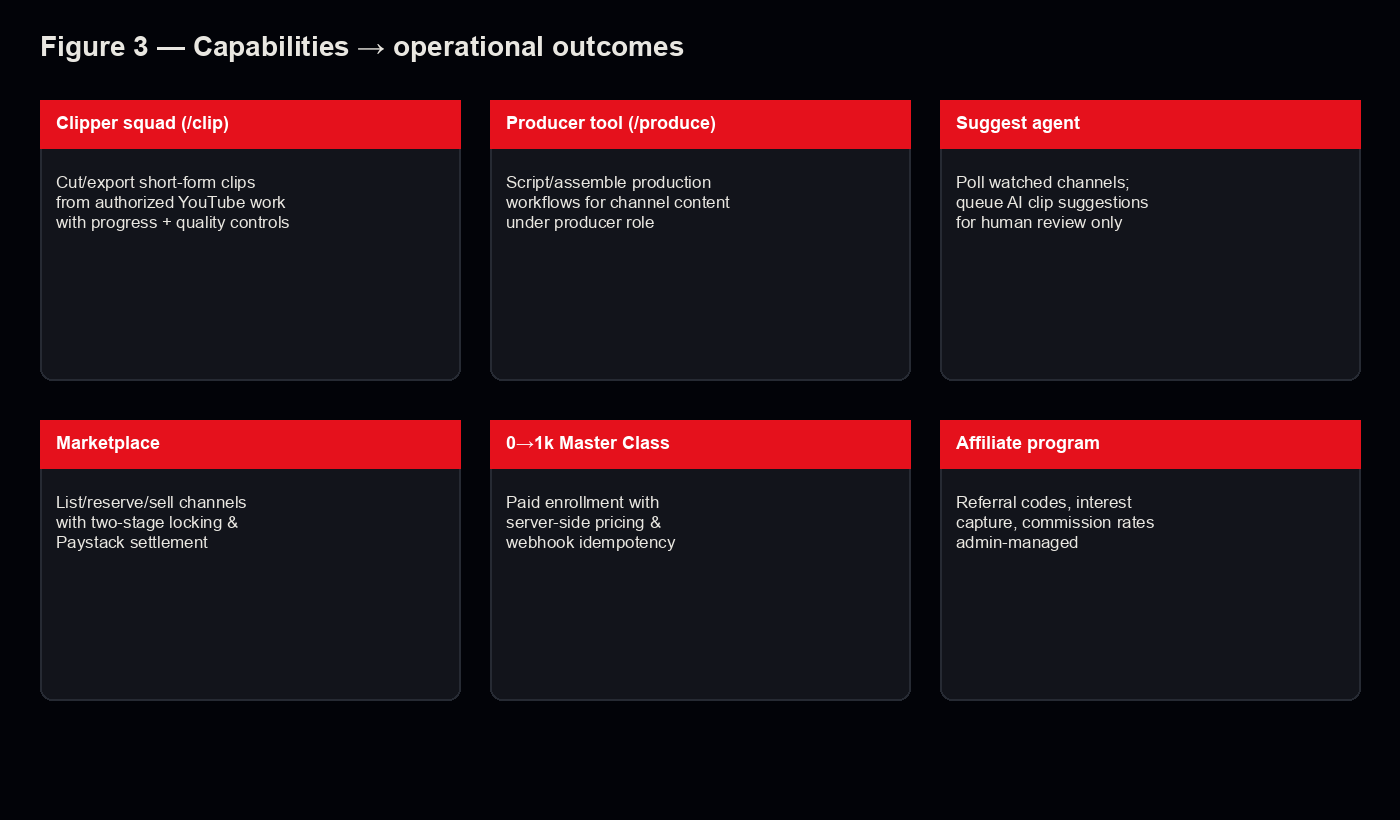 Figure 3 — Capabilities → operational outcomes
Clipper squad (/clip)
Cut/export short-form clips
from authorized YouTube work
with progress + quality controls
Producer tool (/produce)
Script/assemble production
workflows for channel content
under producer role
Suggest agent
Poll watched channels;
queue AI clip suggestions
for human review only
Marketplace
List/reserve/sell channels
with two-stage locking &
Paystack settlement
0→1k Master Class
Paid enrollment with
server-side pricing &
webhook idempotency
Affiliate program
Referral codes, interest
capture, commission rates
admin-managed